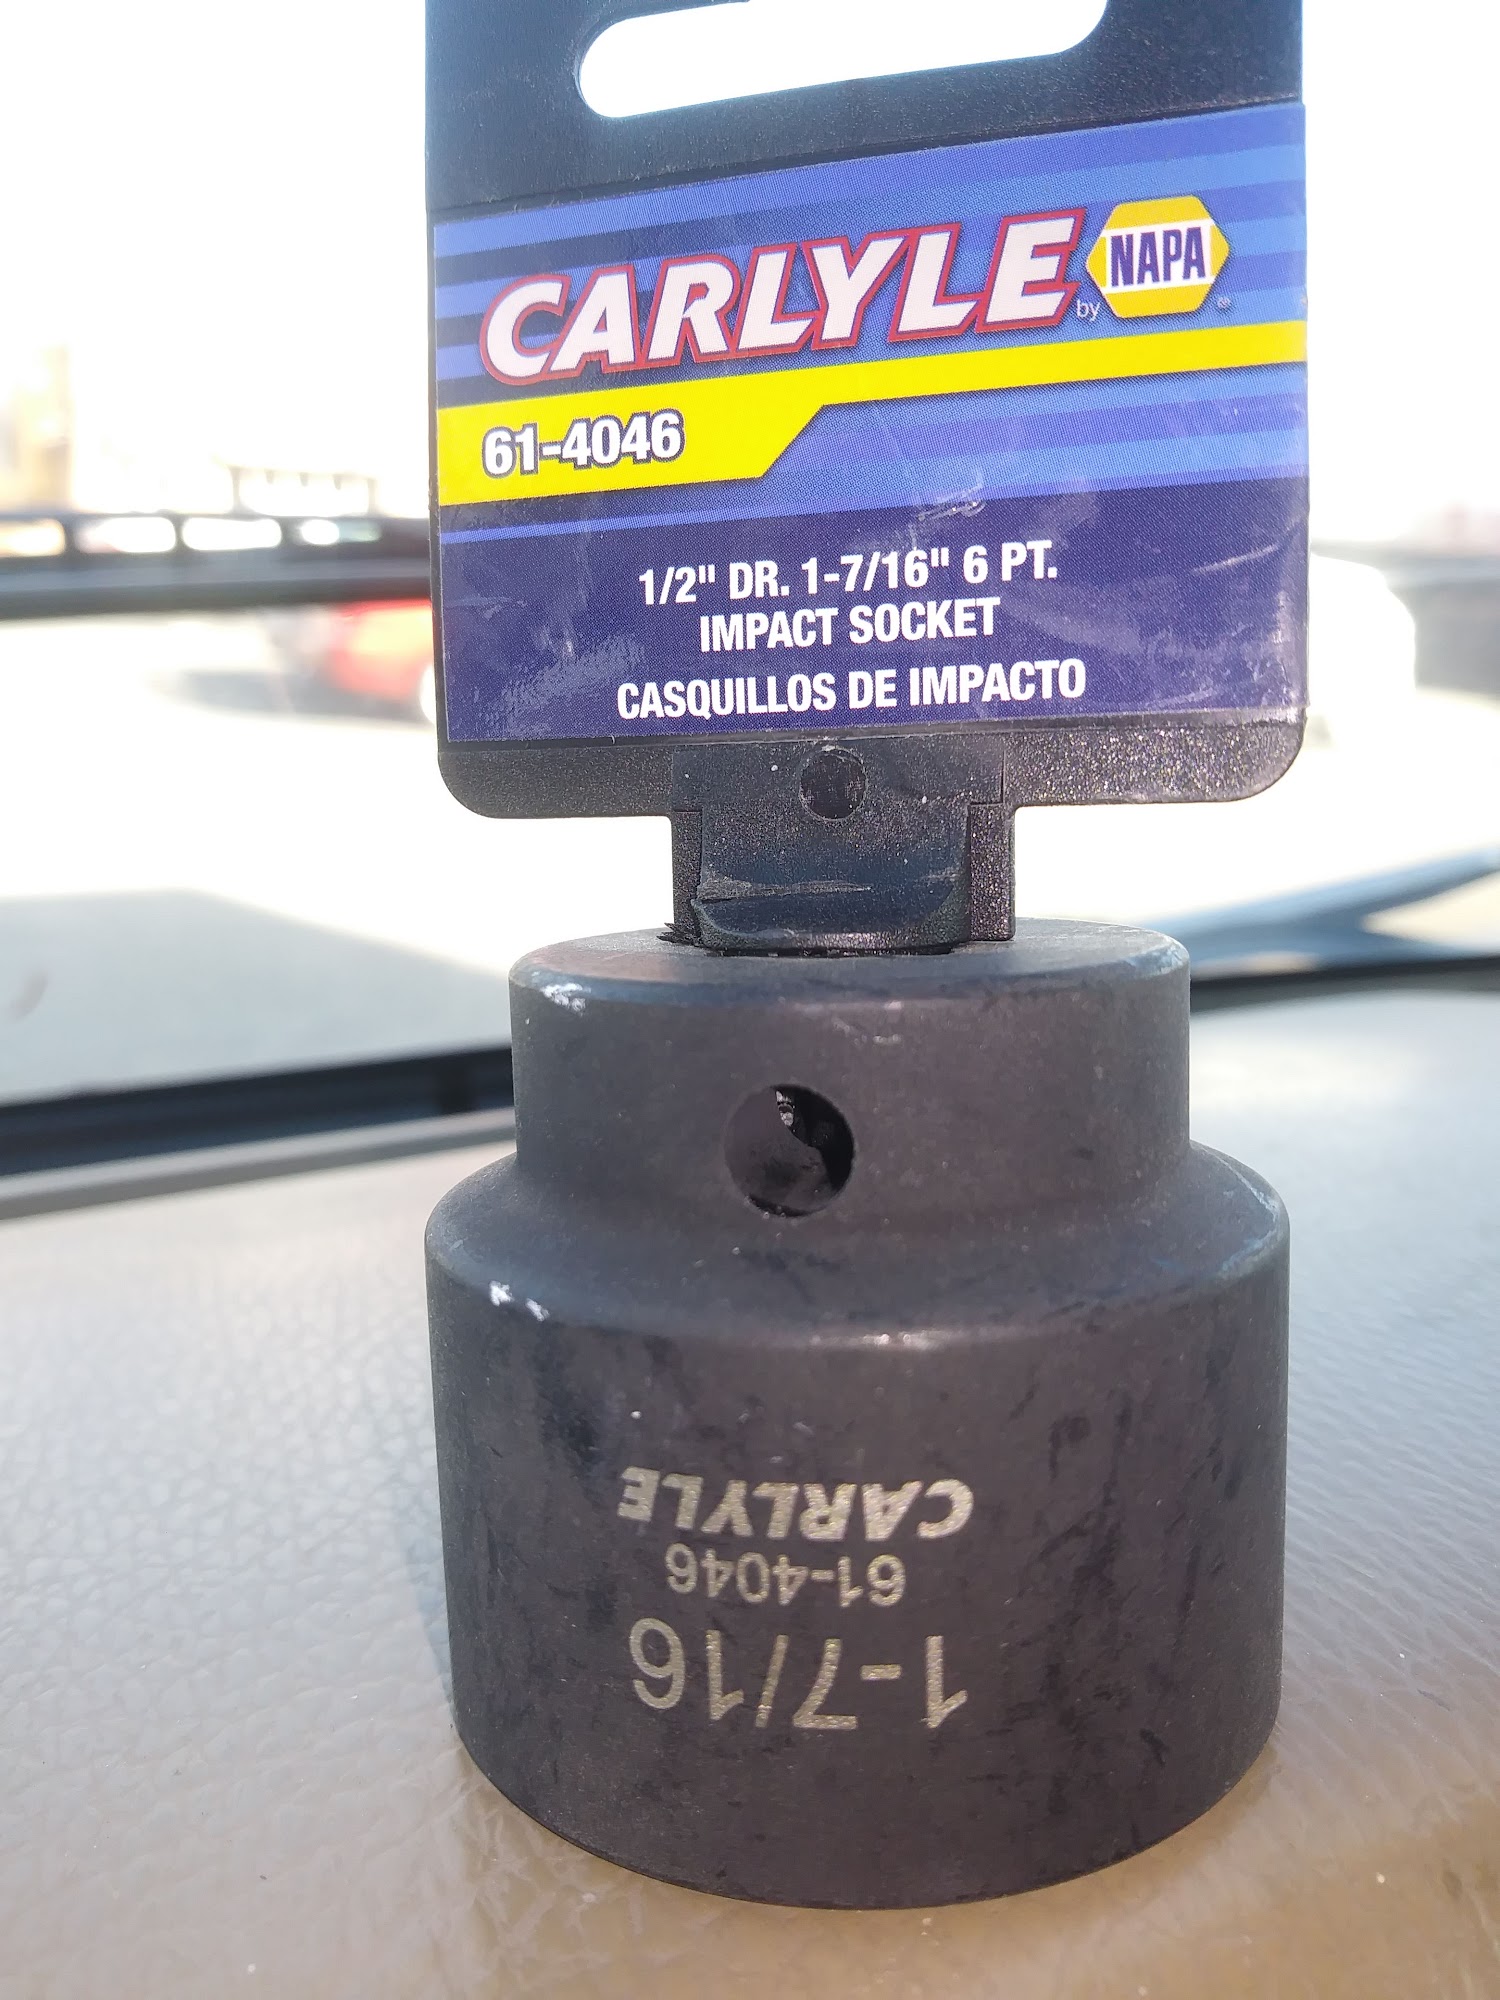 CARLYLE by NAPA ®
61-4046
1/2" DR. 1-7/16" 6 PT.
IMPACT SOCKET
CASQUILLOS DE IMPACTO
CARLYLE
61-4046
1-7/16